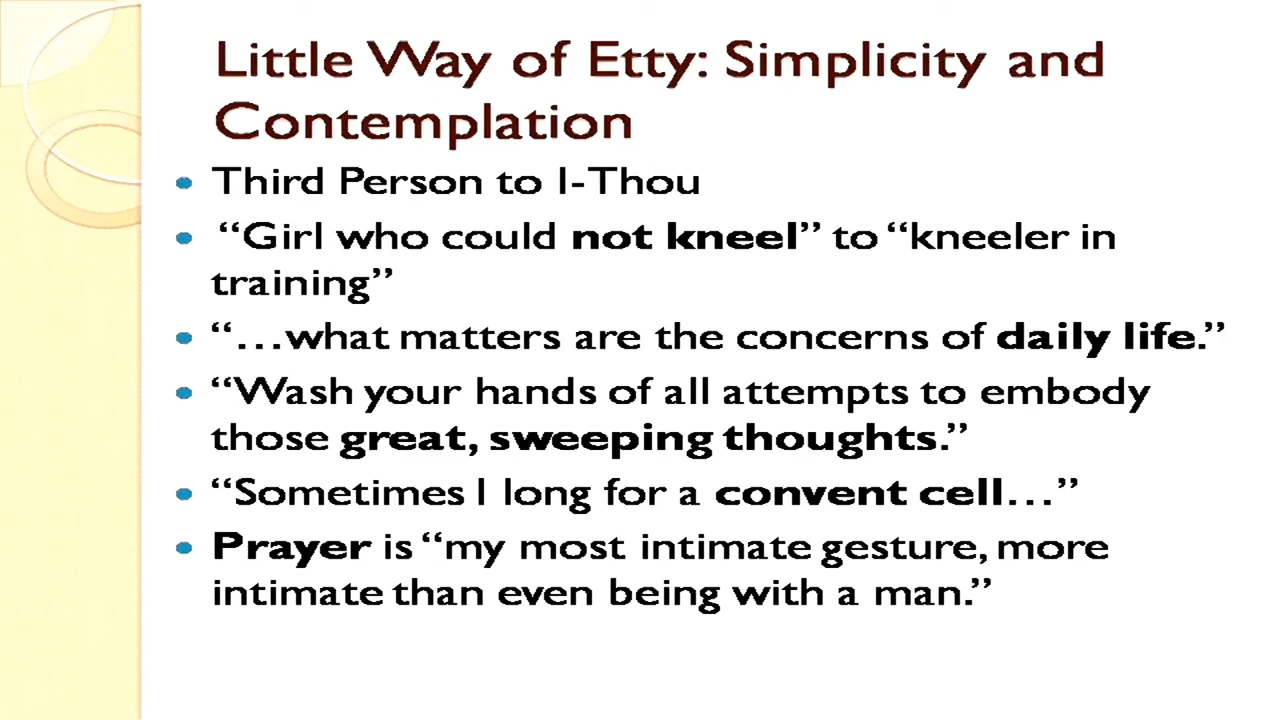 Little Way of Etty: Simplicity and
Contemplation
• Third Person to I-Thou
• “Girl who could not kneel” to “kneeler in
training”
• “…what matters are the concerns of daily life.”
• “Wash your hands of all attempts to embody
those great, sweeping thoughts.”
• “Sometimes I long for a convent cell…”
• Prayer is “my most intimate gesture, more
intimate than even being with a man.”